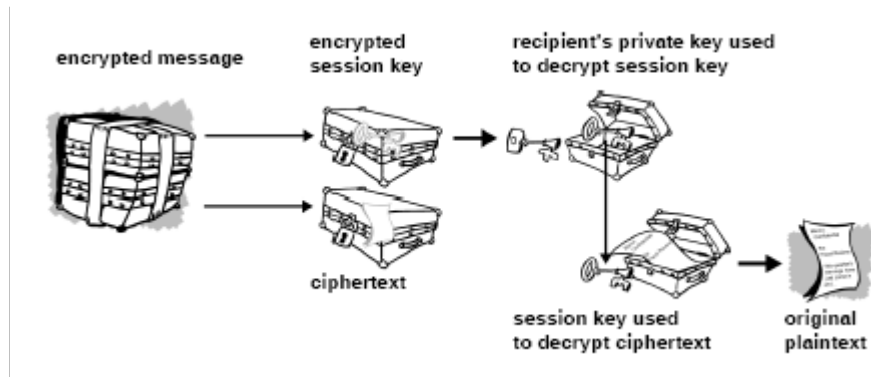 encrypted message
encrypted
session key
recipient's private key used
to decrypt session key
ciphertext
session key used
to decrypt ciphertext
original
plaintext